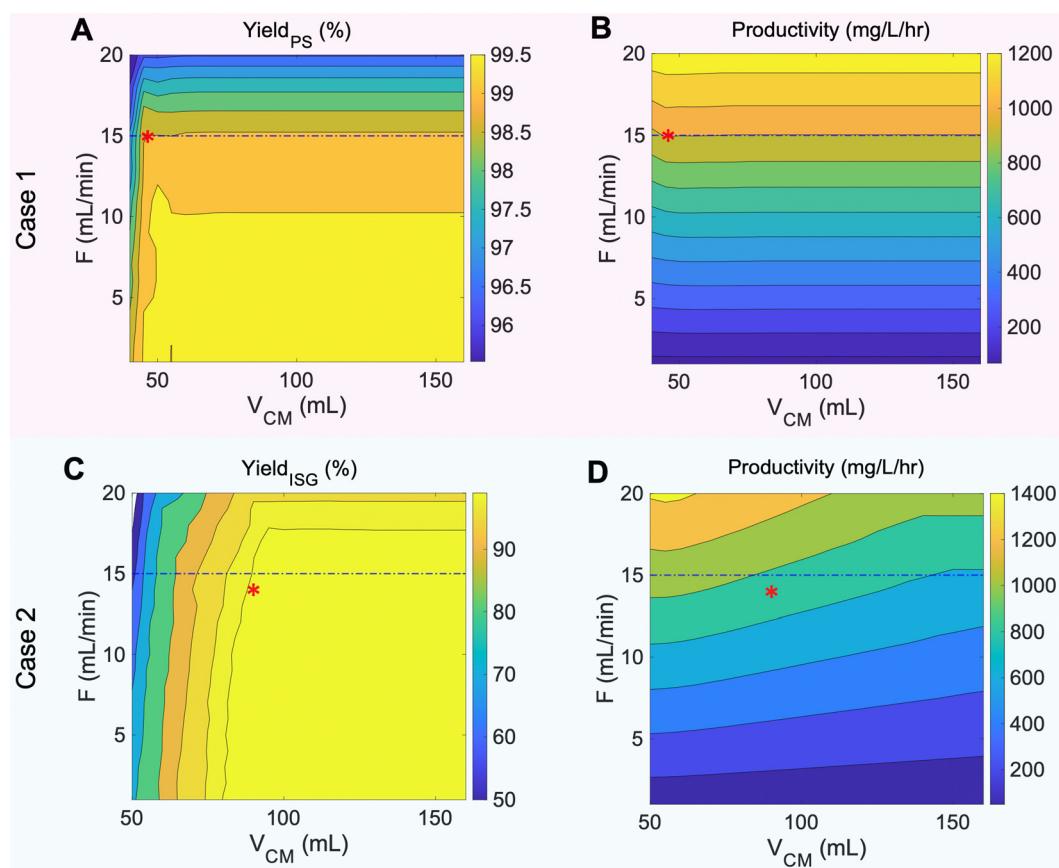 A
Yield_PS (%)
20
15
10
5
F (mL/min)
50 100 150
V_CM (mL)
99.5
99
98.5
98
97.5
97
96.5
96
B
Productivity (mg/L/hr)
20
15
10
5
F (mL/min)
50 100 150
V_CM (mL)
1200
1000
800
600
400
200
Case 1
C
Yield_ISG (%)
20
15
10
5
F (mL/min)
50 100 150
V_CM (mL)
90
80
70
60
50
D
Productivity (mg/L/hr)
20
15
10
5
F (mL/min)
50 100 150
V_CM (mL)
1400
1200
1000
800
600
400
200
Case 2